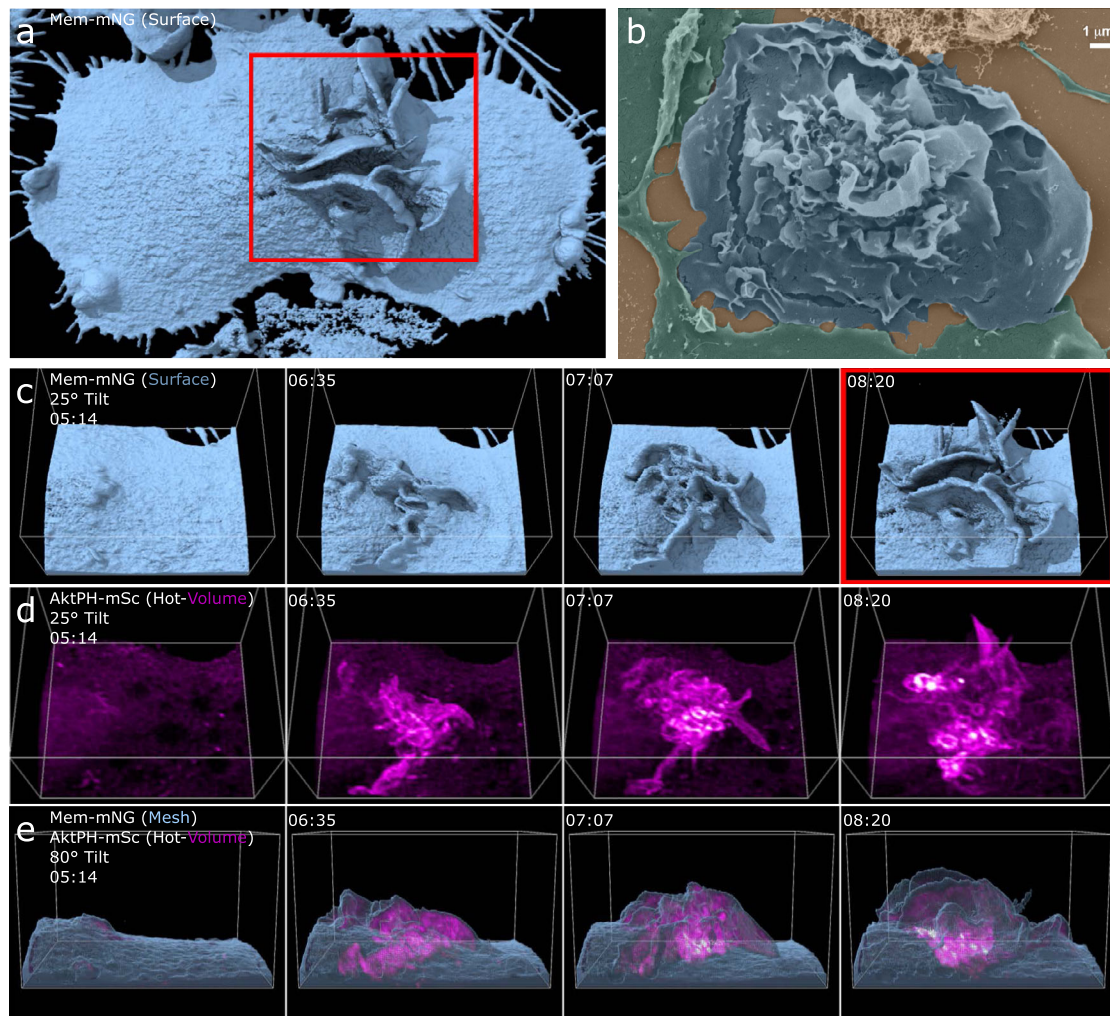 a
Mem-mNG (Surface)
b
1 μm
c
Mem-mNG (Surface)
25° Tilt
05:14
06:35
07:07
08:20
d
AktPH-mSc (Hot-Volume)
25° Tilt
05:14
06:35
07:07
08:20
e
Mem-mNG (Mesh)
AktPH-mSc (Hot-Volume)
80° Tilt
05:14
06:35
07:07
08:20